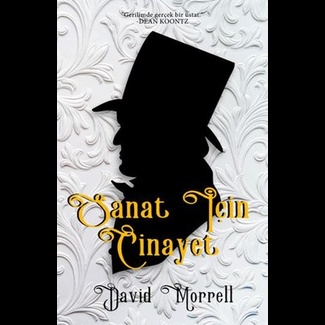 "Gerilimde gerçek bir üstat."
-DEAN KOONTZ
Sanat İçin
Cinayet
David Morrell